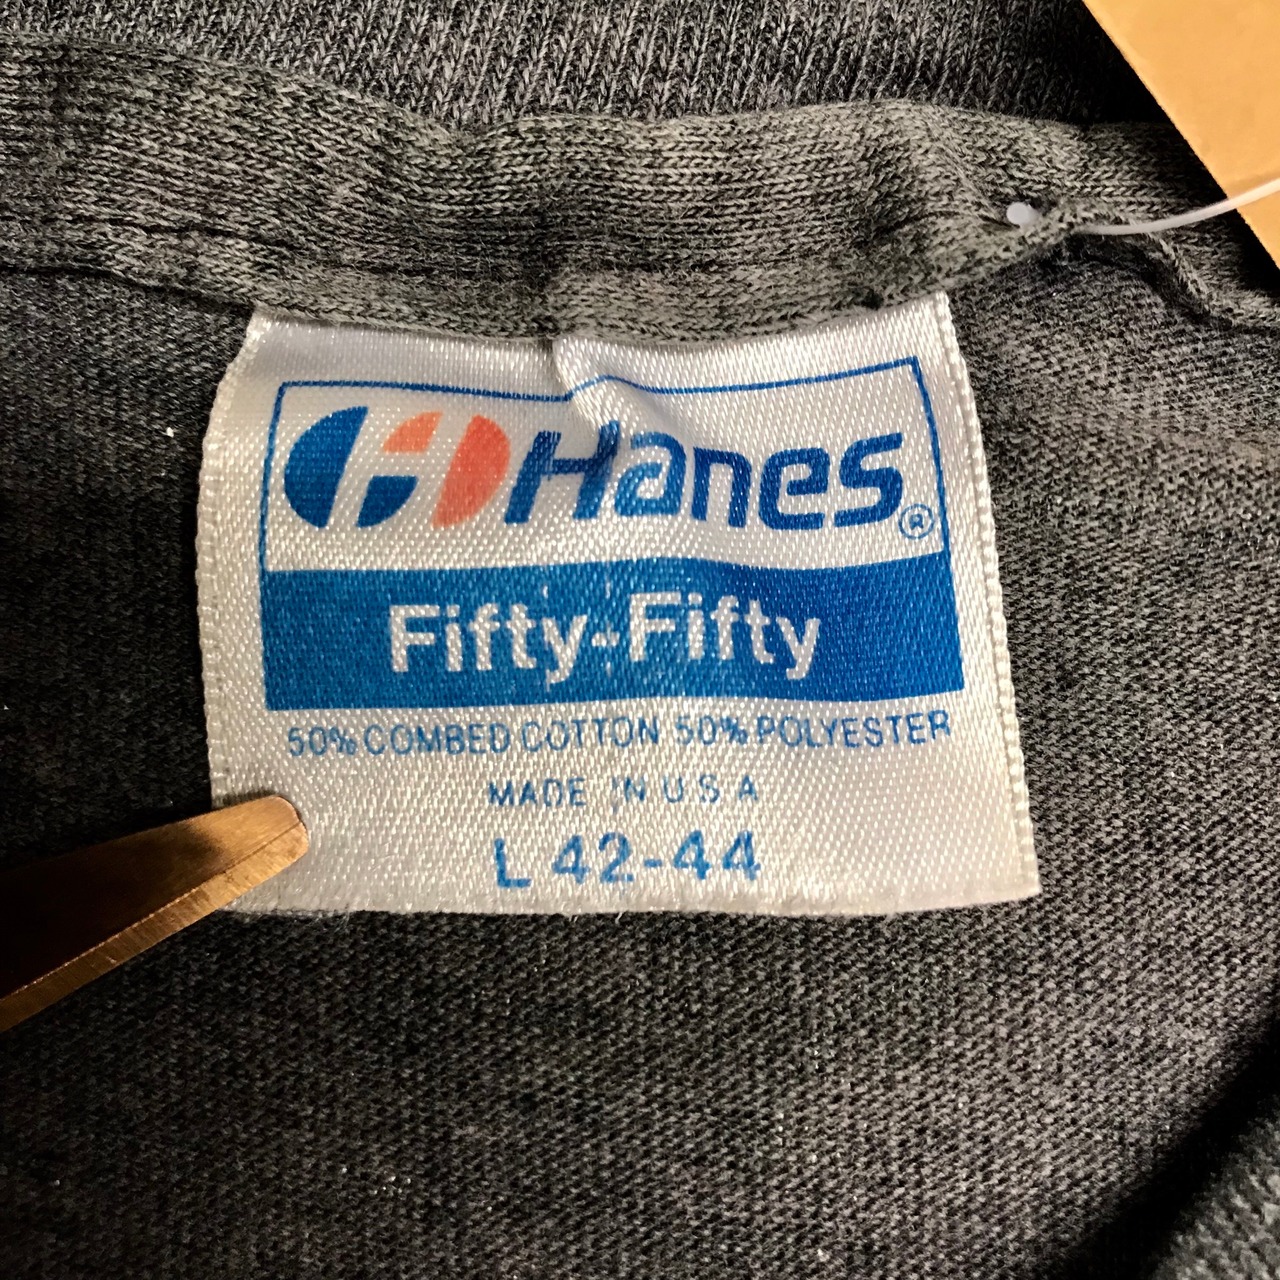 Hanes®
Fifty-Fifty
50% COMBED COTTON 50% POLYESTER
MADE IN U S A
L 42-44